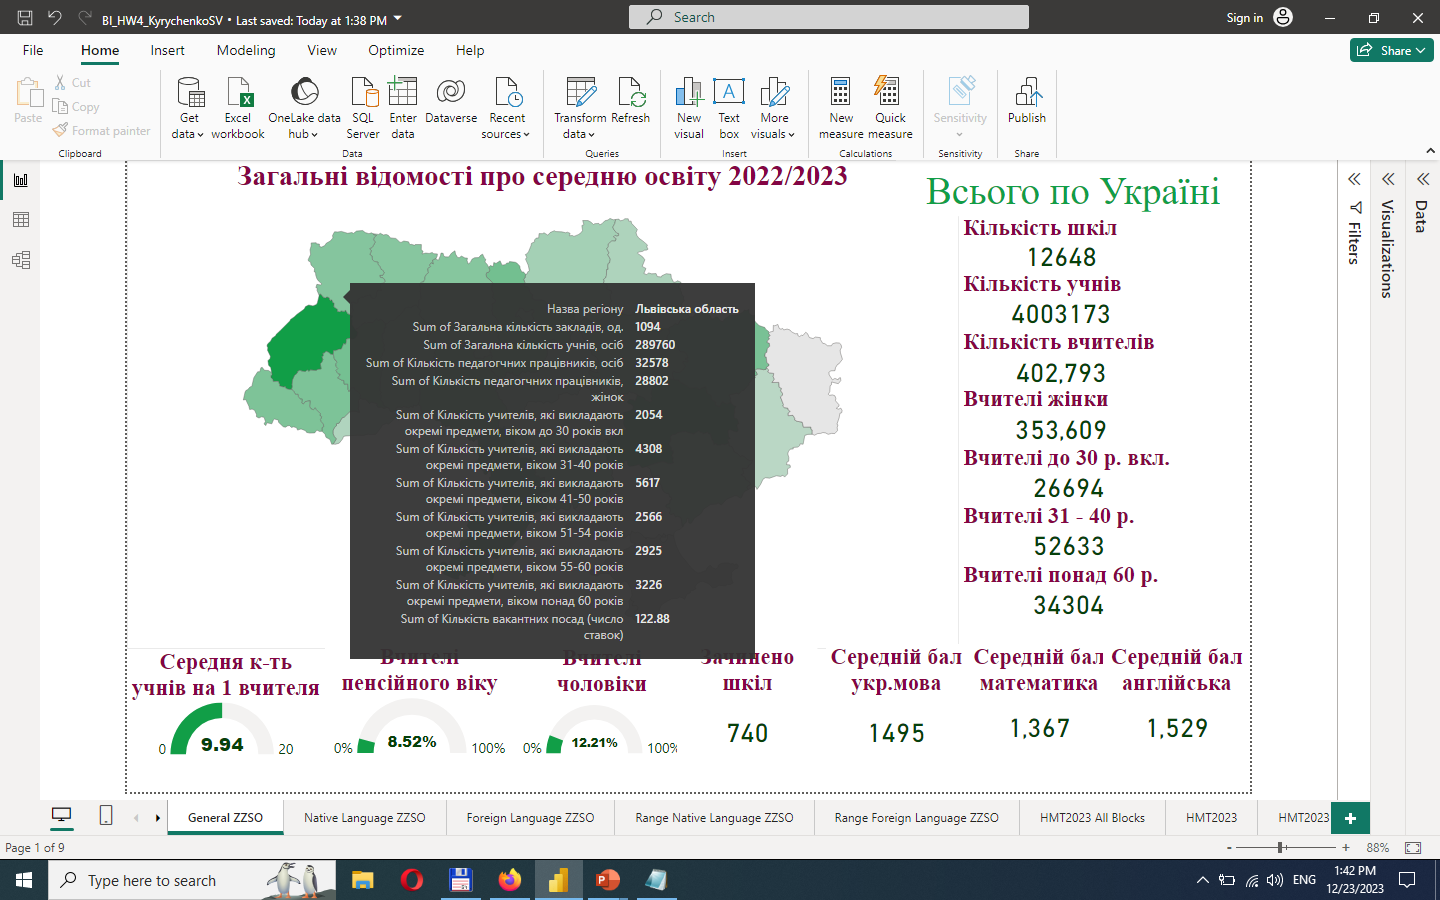 BI_HW4_KyrychenkoSV • Last saved: Today at 1:38 PM
Search
Sign in
File
Home
Insert
Modeling
View
Optimize
Help
Share
Paste
Cut
Copy
Format painter
Get data
Excel workbook
OneLake data hub
SQL Server
Enter data
Dataverse
Recent sources
Transform data
Refresh
New visual
Text box
More visuals
New measure
Quick measure
Sensitivity
Publish
Clipboard
Data
Queries
Insert
Calculations
Sensitivity
Share
Загальні відомості про середню освіту 2022/2023
Всього по Україні
Кількість шкіл
12648
Кількість учнів
4003173
Кількість вчителів
402,793
Вчителі жінки
353,609
Вчителі до 30 р. вкл.
26694
Вчителі 31 - 40 р.
52633
Вчителі понад 60 р.
34304
Назва регіону Львівська область
Sum of Загальна кількість закладів, од. 1094
Sum of Загальна кількість учнів, осіб 289760
Sum of Кількість педагогчних працівників, осіб 32578
Sum of Кількість педагогчних працівників, 28802
жінок
Sum of Кількість учителів, які викладають 2054
окремі предмети, віком до 30 років вкл
Sum of Кількість учителів, які викладають 4308
окремі предмети, віком 31-40 років
Sum of Кількість учителів, які викладають 5617
окремі предмети, віком 41-50 років
Sum of Кількість учителів, які викладають 2566
окремі предмети, віком 51-54 років
Sum of Кількість учителів, які викладають 2925
окремі предмети, віком 55-60 років
Sum of Кількість учителів, які викладають 3226
окремі предмети, віком понад 60 років
Sum of Кількість вакантних посад (число 122.88
ставок)
Filters
Visualizations
Data
Середня к-ть
учнів на 1 вчителя
0 9.94 20
Вчителі
пенсійного віку
0% 8.52% 100%
Вчителі
чоловіки
0% 12.21% 100%
Зачинено
шкіл
740
Середній бал
укр.мова
1495
Середній бал
математика
1,367
Середній бал
англійська
1,529
General ZZSO
Native Language ZZSO
Foreign Language ZZSO
Range Native Language ZZSO
Range Foreign Language ZZSO
HMT2023 All Blocks
HMT2023
HMT2023
Page 1 of 9
- + 88%
Type here to search
ENG
1:42 PM
12/23/2023